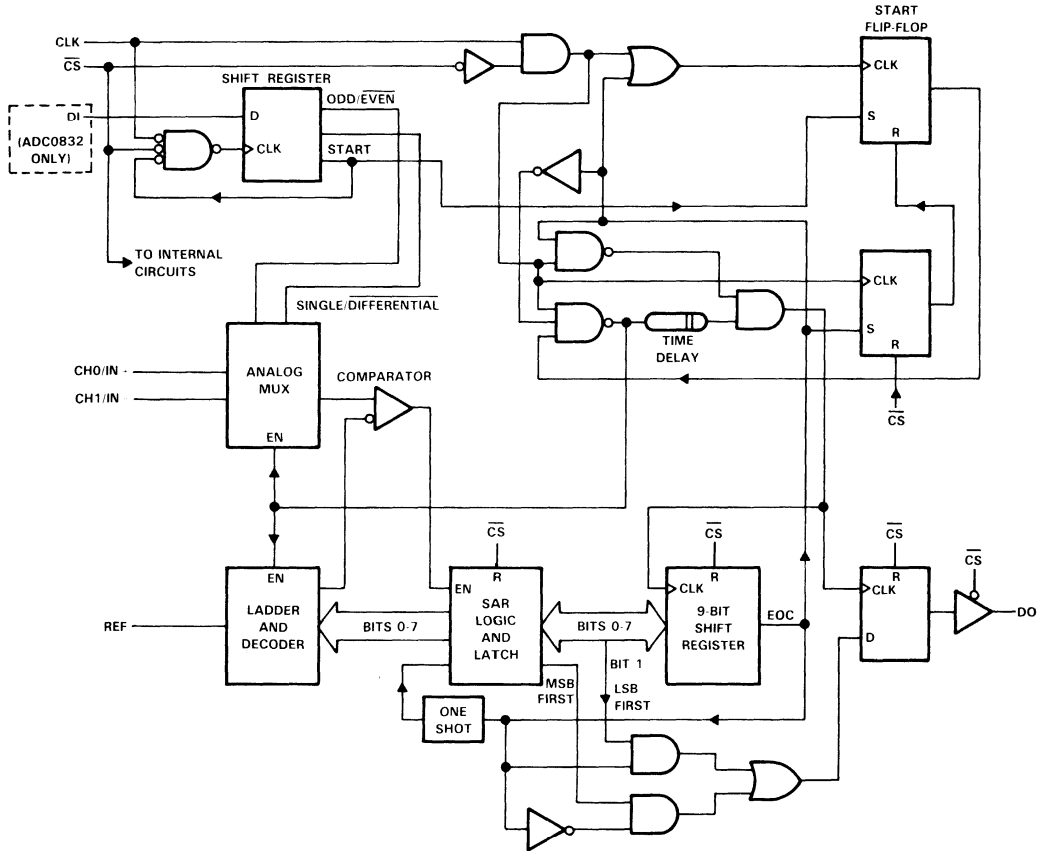 START
FLIP-FLOP
CLK
CS
SHIFT REGISTER
ODD/EVEN
CLK
DI
D
S
(ADC0832
ONLY)
CLK
START
R
TO INTERNAL
CIRCUITS
SINGLE/DIFFERENTIAL
CLK
S
TIME
DELAY
R
CH0/IN -
ANALOG
MUX
COMPARATOR
CH1/IN -
CS
EN
CS
CS
CS
CS
EN
R
R
R
EN
CLK
CLK
LADDER
AND
DECODER
SAR
LOGIC
AND
LATCH
9-BIT
SHIFT
REGISTER
EOC
DO
REF
BITS 0-7
BITS 0-7
D
BIT 1
MSB
FIRST
LSB
FIRST
ONE
SHOT